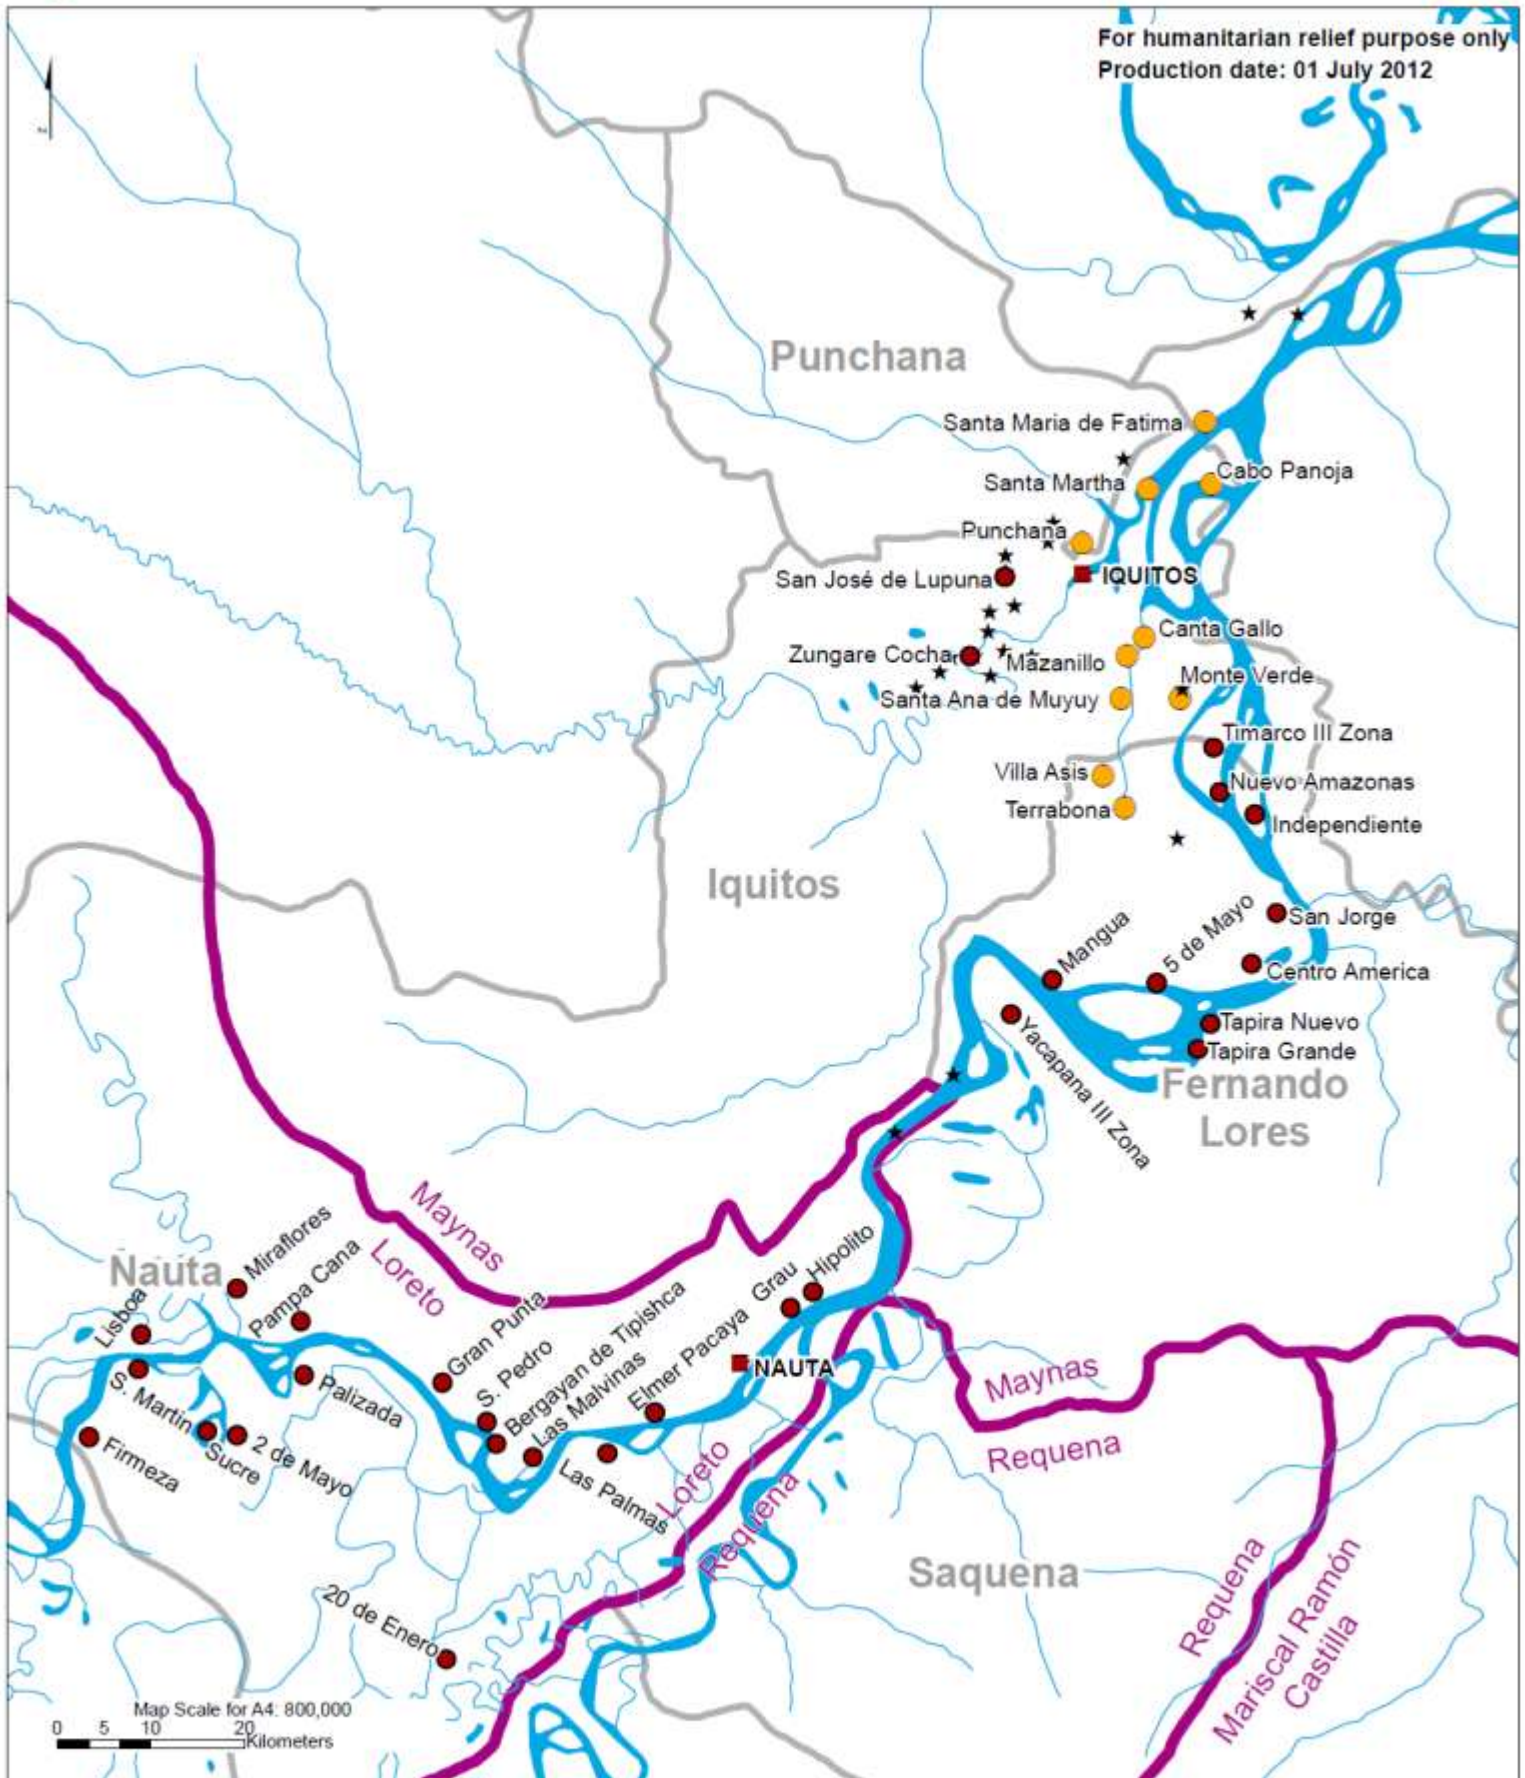 For humanitarian relief purpose only
Production date: 01 July 2012
z
Punchana
Santa Maria de Fatima
Cabo Panoja
Santa Martha
Punchana
San José de Lupuna
IQUITOS
Canta Gallo
Zungare Cocha
Mazanillo
Monte Verde
Santa Ana de Muyuy
Timarco III Zona
Villa Asis
Nuevo Amazonas
Terrabona
Independiente
Iquitos
San Jorge
5 de Mayo
Mangua
Centro America
Tapira Nuevo
Tapira Grande
Yacapana III Zona
Fernando
Lores
Maynas
Loreto
Miraflores
Nauta
Pampa Cana
Lisboa
Hipolito
Grau
Gran Punta
S. Pedro
Bergayan de Tipishca
Las Malvinas
Elmer Pacaya
NAUTA
Maynas
Requena
S. Martin
Palizada
Sucre
2 de Mayo
Firmeza
Las Palmas
Loreto
Requena
Saquena
20 de Enero
Requena
Mariscal Ramón
Castilla
Map Scale for A4: 800,000
0 5 10 20
Kilometers